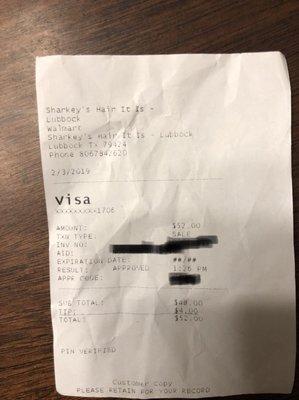 Sharkey's Hair It Is -
Lubbock
Walmart
Sharkey's Hair It Is - Lubbock
Lubbock Tx 79424
Phone 8067842620
2/3/2019
Visa
xxxxxxxxx1706
AMOUNT: $52.00
TXN TYPE: SALE
INV NO:
AID:
EXPIRATION DATE: ##/##
RESULT: APPROVED 1:26 PM
APPR CODE:
SUB TOTAL: $48.00
TIP: $4.00
TOTAL: $52.00
PIN VERIFIED
Customer Copy
PLEASE RETAIN FOR YOUR RECORD